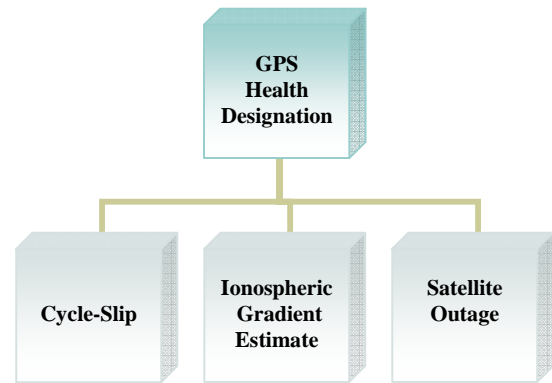 GPS
Health
Designation
Cycle-Slip
Ionospheric
Gradient
Estimate
Satellite
Outage